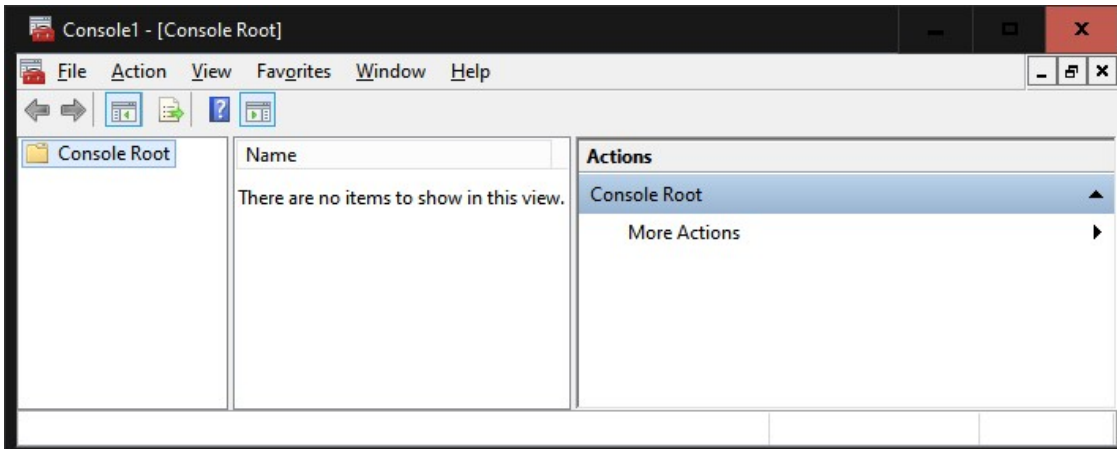 Console1 - [Console Root]
File Action View Favorites Window Help
Console Root
Name
There are no items to show in this view.
Actions
Console Root
More Actions